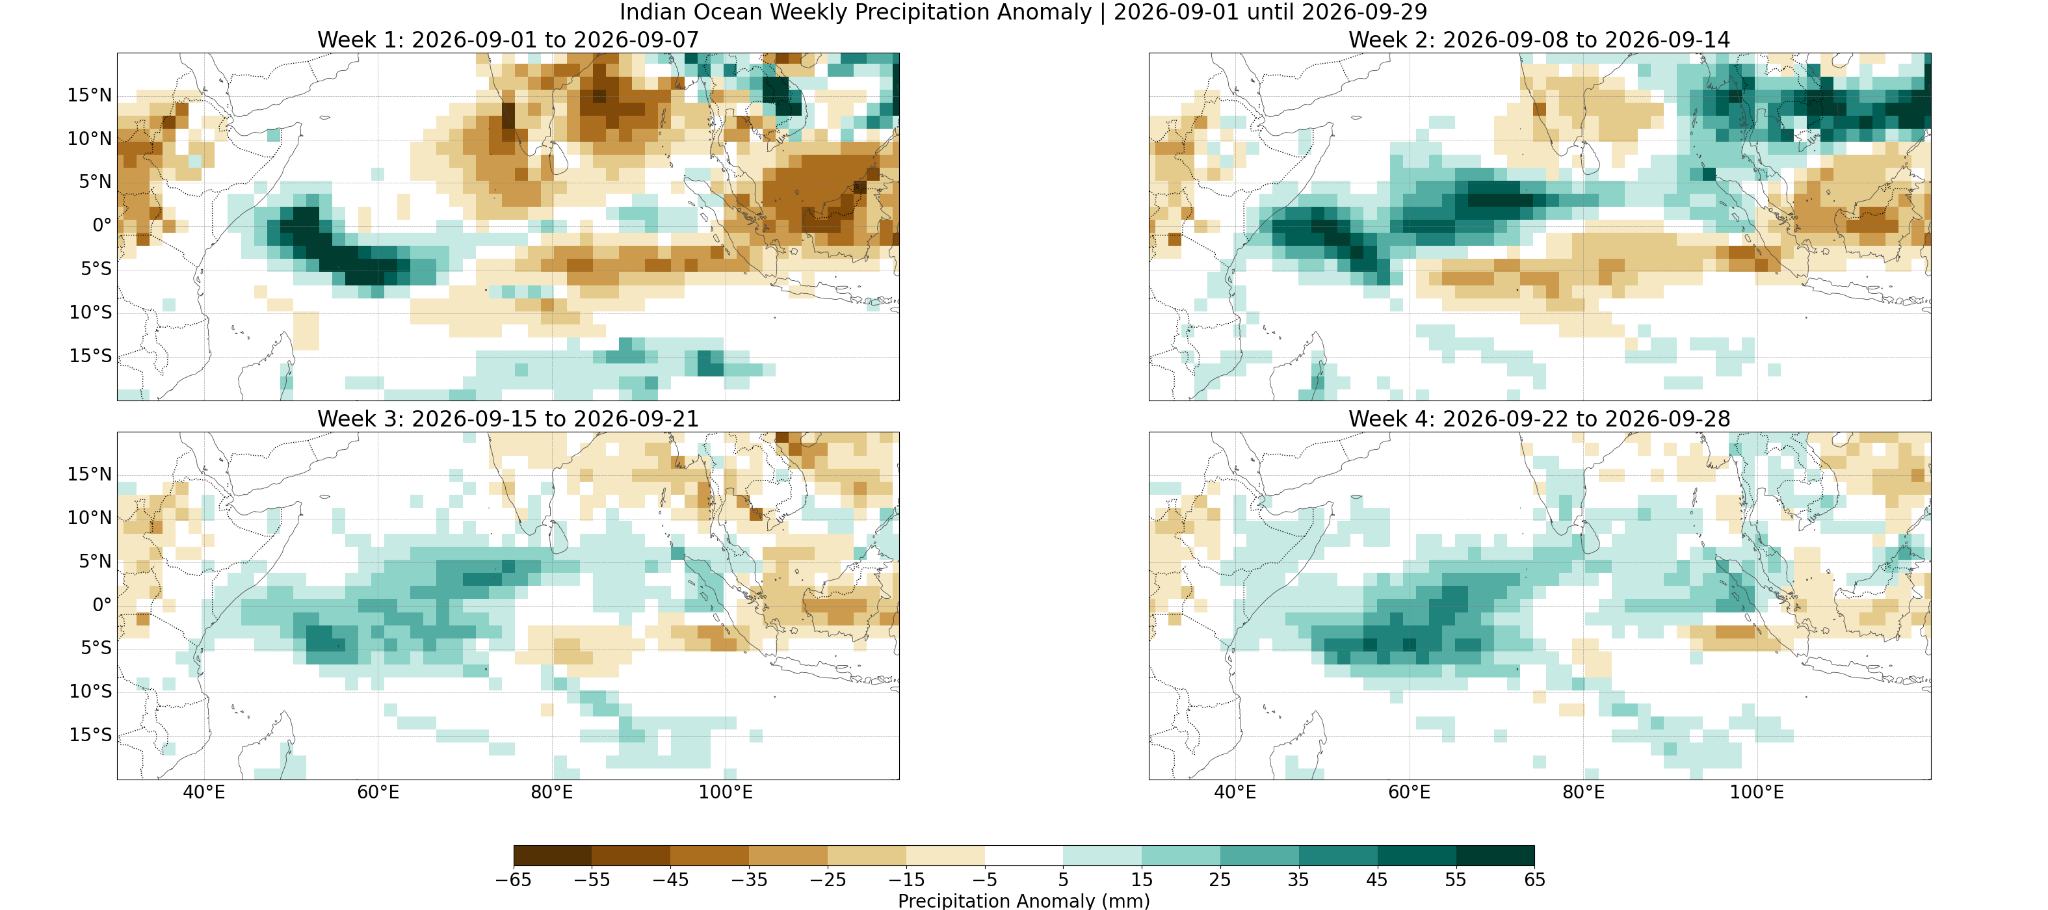 Indian Ocean Weekly Precipitation Anomaly | 2026-09-01 until 2026-09-29
Week 1: 2026-09-01 to 2026-09-07
Week 2: 2026-09-08 to 2026-09-14
15°N
10°N
5°N
0°
5°S
10°S
15°S
Week 3: 2026-09-15 to 2026-09-21
Week 4: 2026-09-22 to 2026-09-28
15°N
10°N
5°N
0°
5°S
10°S
15°S
40°E 60°E 80°E 100°E
40°E 60°E 80°E 100°E
−65 −55 −45 −35 −25 −15 −5 5 15 25 35 45 55 65
Precipitation Anomaly (mm)